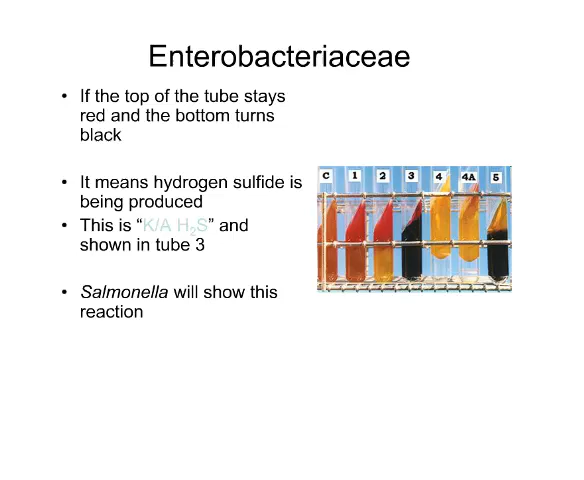 Enterobacteriaceae
• If the top of the tube stays
red and the bottom turns
black
• It means hydrogen sulfide is
being produced
• This is “K/A H₂S” and
shown in tube 3
• Salmonella will show this
reaction
C 1 2 3 4 4A 5